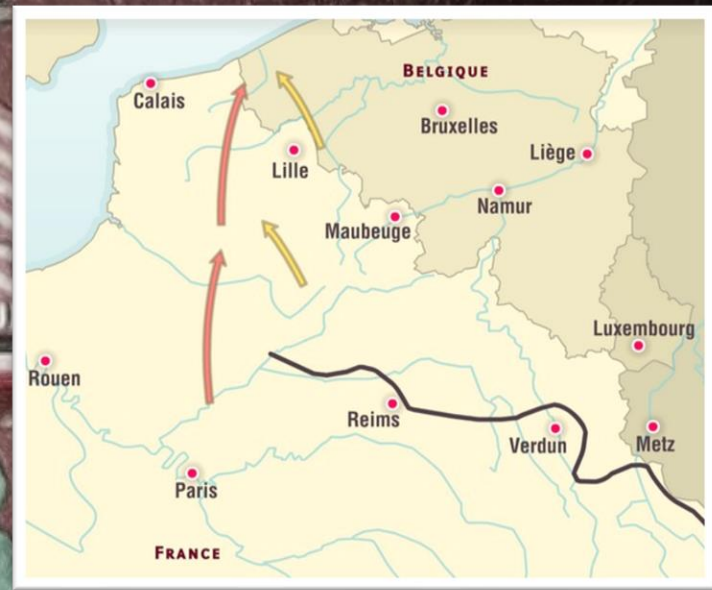 BELGIQUE
Calais
Bruxelles
Lille
Liège
Namur
Maubeuge
Luxembourg
Rouen
Reims
Verdun
Metz
Paris
FRANCE